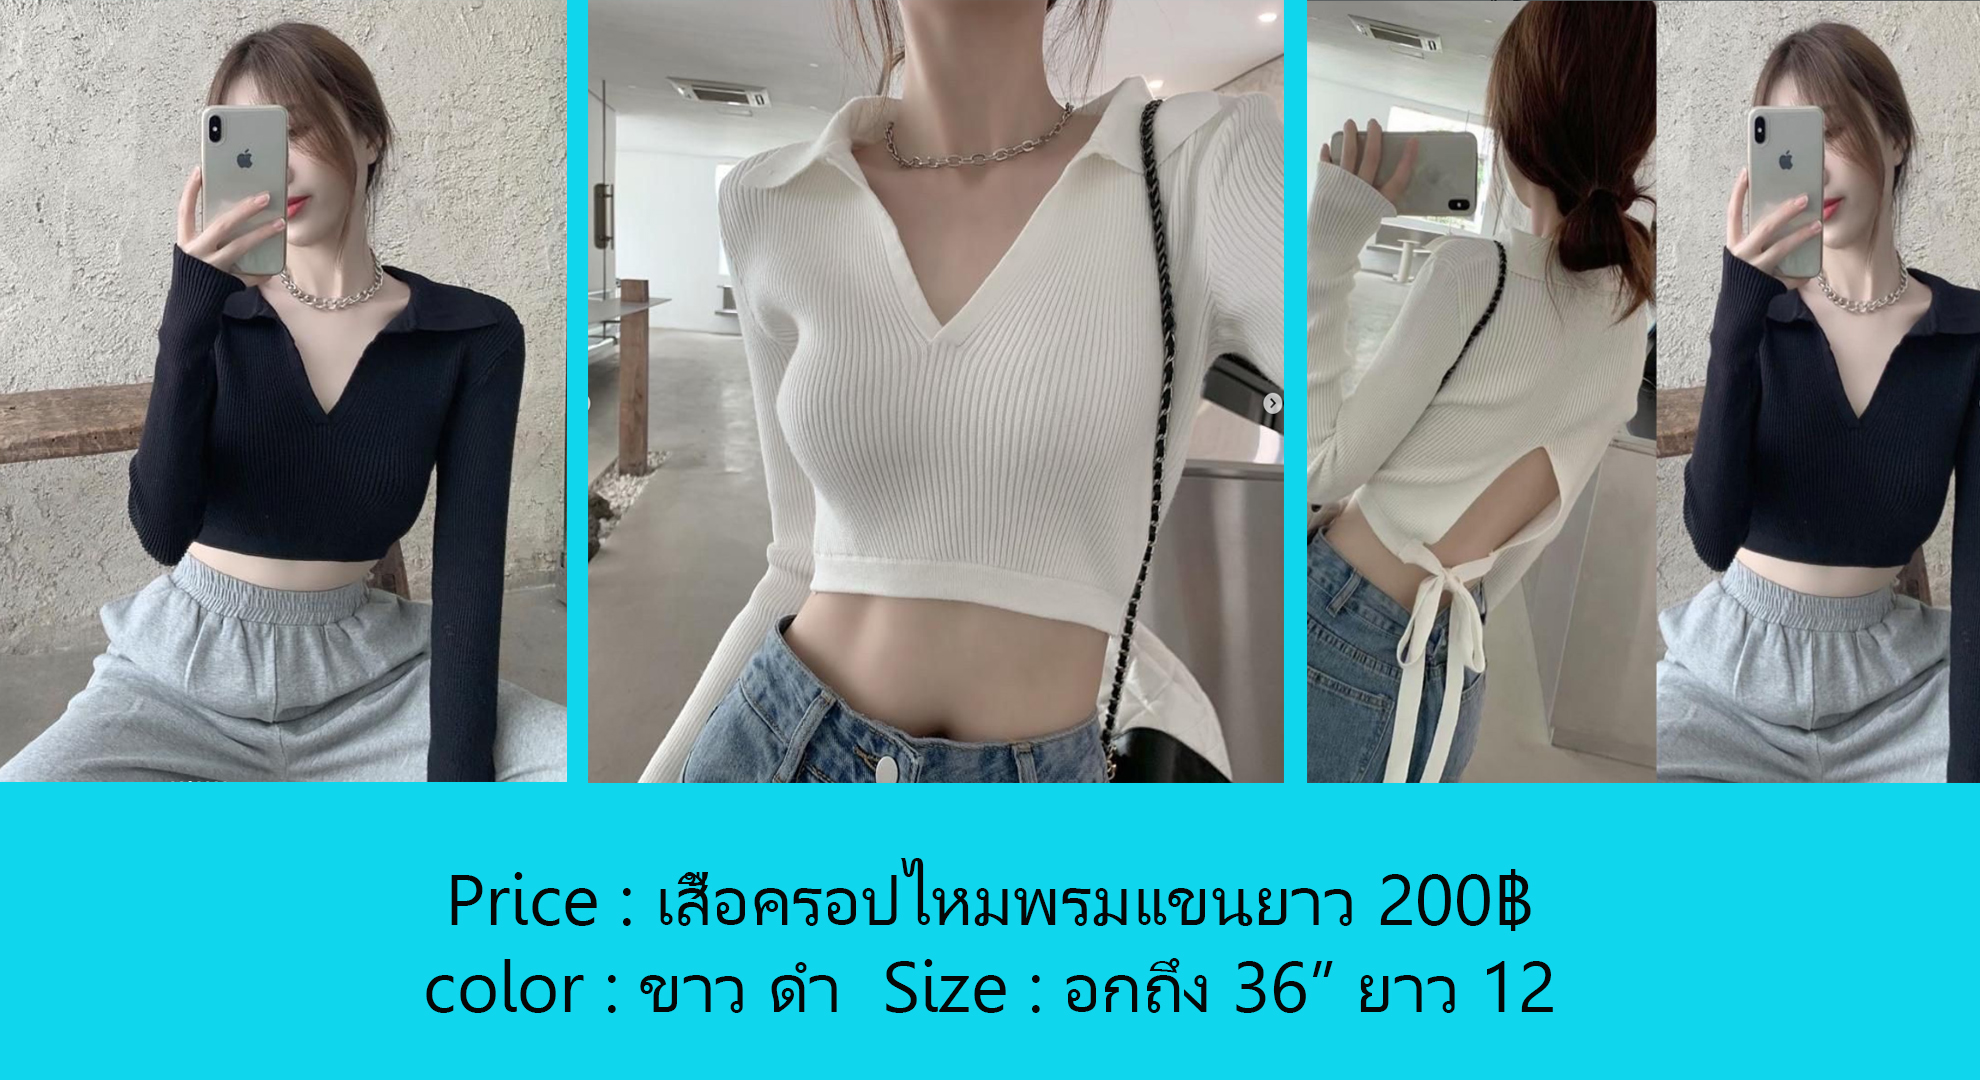 Price : เสื้อครอปไหมพรมแขนยาว 200฿
color : ขาว ดำ Size : อกถึง 36” ยาว 12